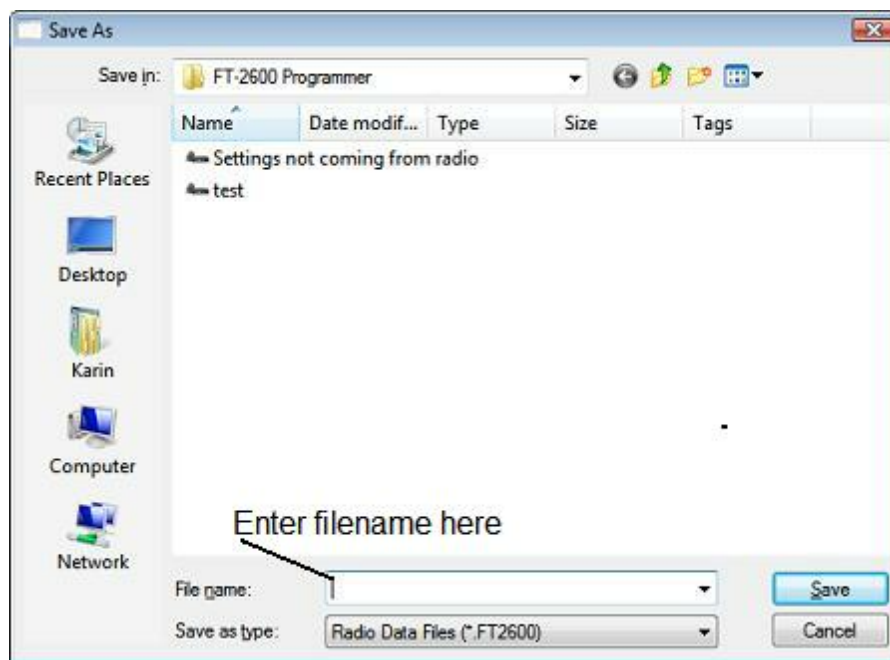 Save As
Save in: FT-2600 Programmer
Name Date modif... Type Size Tags
Settings not coming from radio
test
Recent Places
Desktop
Karin
Computer
Network
Enter filename here
File name: Save
Save as type: Radio Data Files (*.FT2600) Cancel